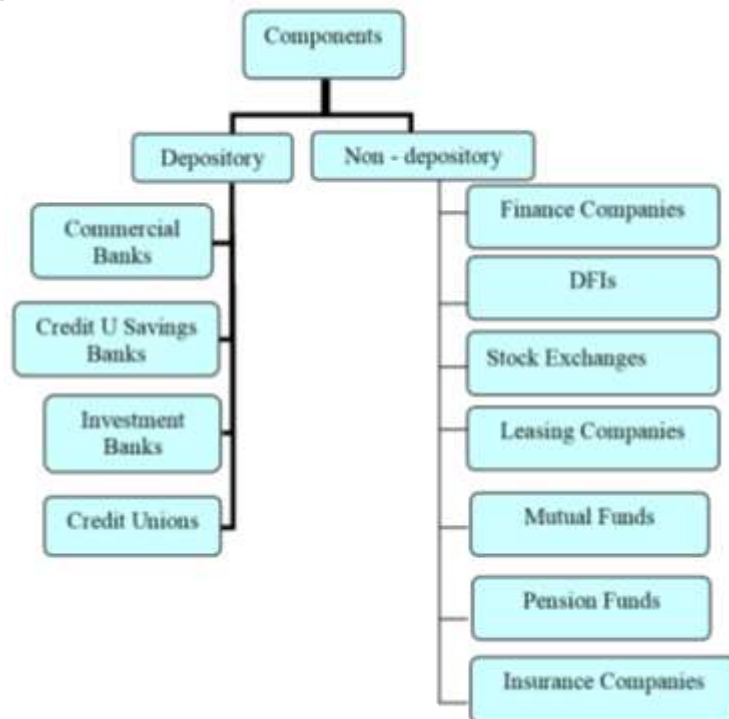 Components
Depository
Non - depository
Commercial
Banks
Credit U Savings
Banks
Investment
Banks
Credit Unions
Finance Companies
DFIs
Stock Exchanges
Leasing Companies
Mutual Funds
Pension Funds
Insurance Companies